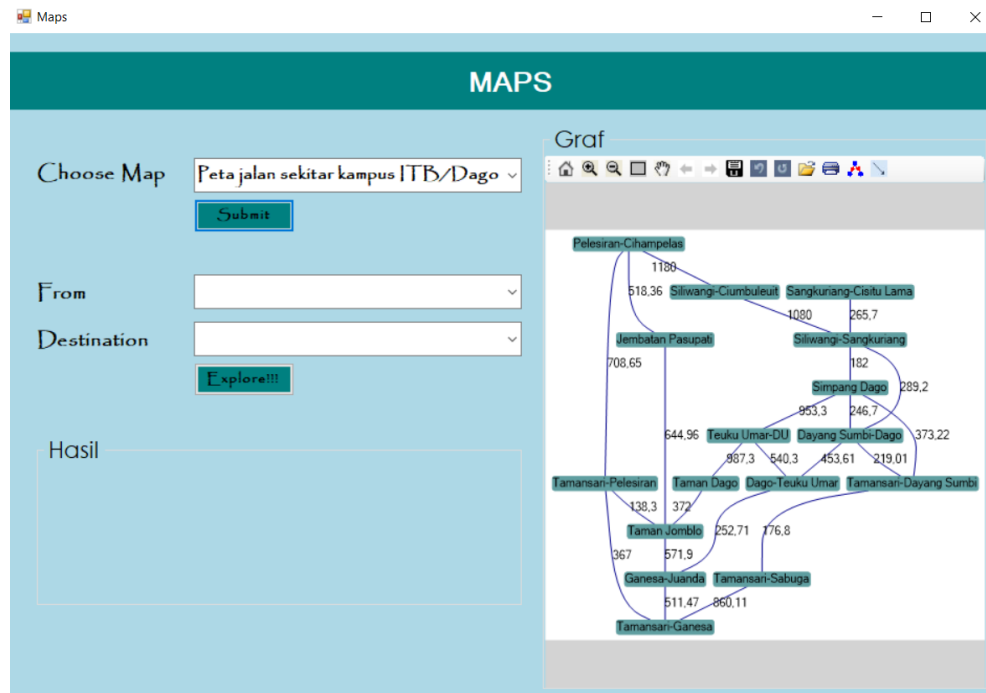 Maps
MAPS
Choose Map
Peta jalan sekitar kampus ITB/Dago
Submit
From
Destination
Explore!!!
Hasil
Graf
Pelesiran-Cihampelas
1180
518,36
Siliwangi-Ciumbuleuit
Sangkuriang-Cisitu Lama
1080
265,7
Jembatan Pasupati
Siliwangi-Sangkuriang
708,65
182
Simpang Dago
289,2
953,3
246,7
644,96
Teuku Umar-DU
Dayang Sumbi-Dago
373,22
987,3
540,3
453,61
219,01
Tamansari-Pelesiran
Taman Dago
Dago-Teuku Umar
Tamansari-Dayang Sumbi
138,3
372
Taman Jomblo
252,71
176,8
367
571,9
Ganesa-Juanda
Tamansari-Sabuga
511,47
860,11
Tamansari-Ganesa